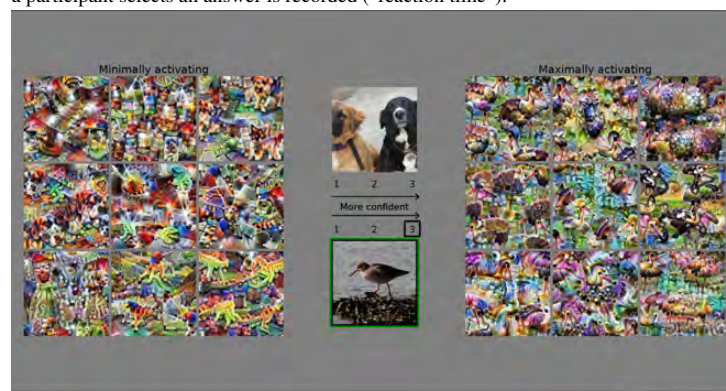 a participant selects an answer is recorded (“reaction time”).
Minimally activating
Maximally activating
1 2 3
More confident
1 2 3